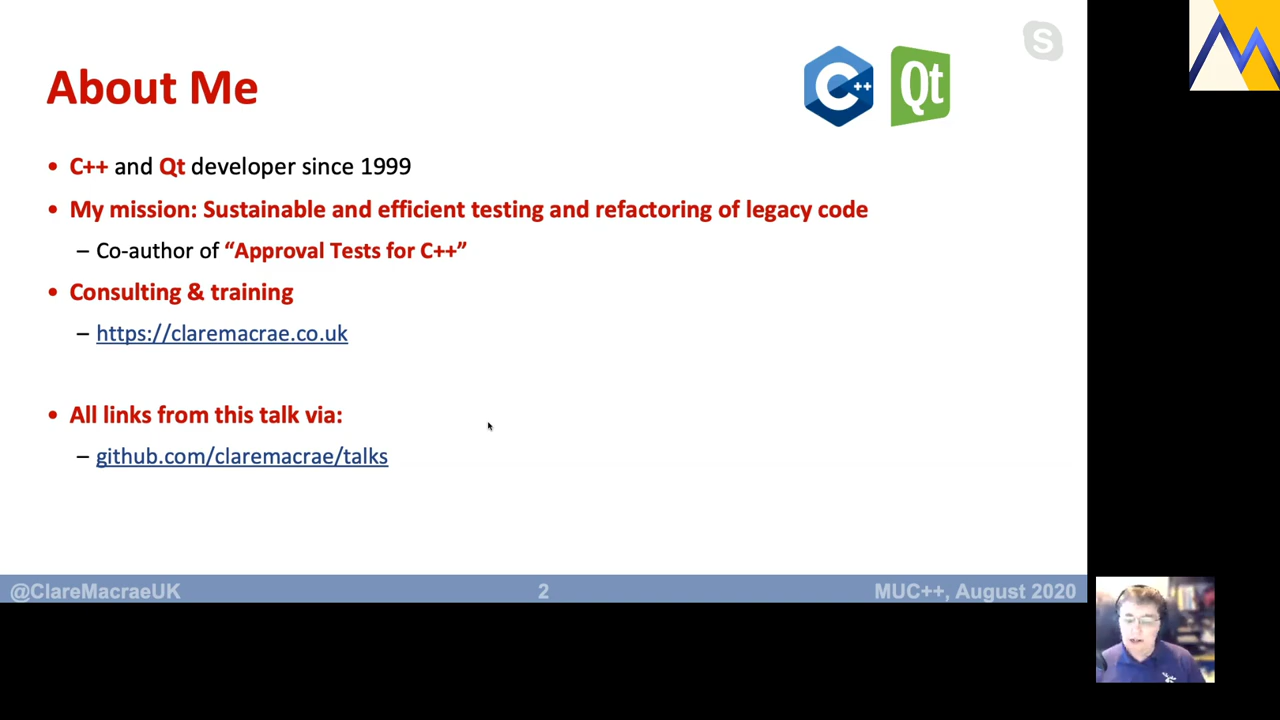 About Me
C++
Qt
S
• C++ and Qt developer since 1999
• My mission: Sustainable and efficient testing and refactoring of legacy code
– Co-author of “Approval Tests for C++”
• Consulting & training
– https://claremacrae.co.uk
• All links from this talk via:
– github.com/claremacrae/talks
@ClareMacraeUK
2
MUC++, August 2020